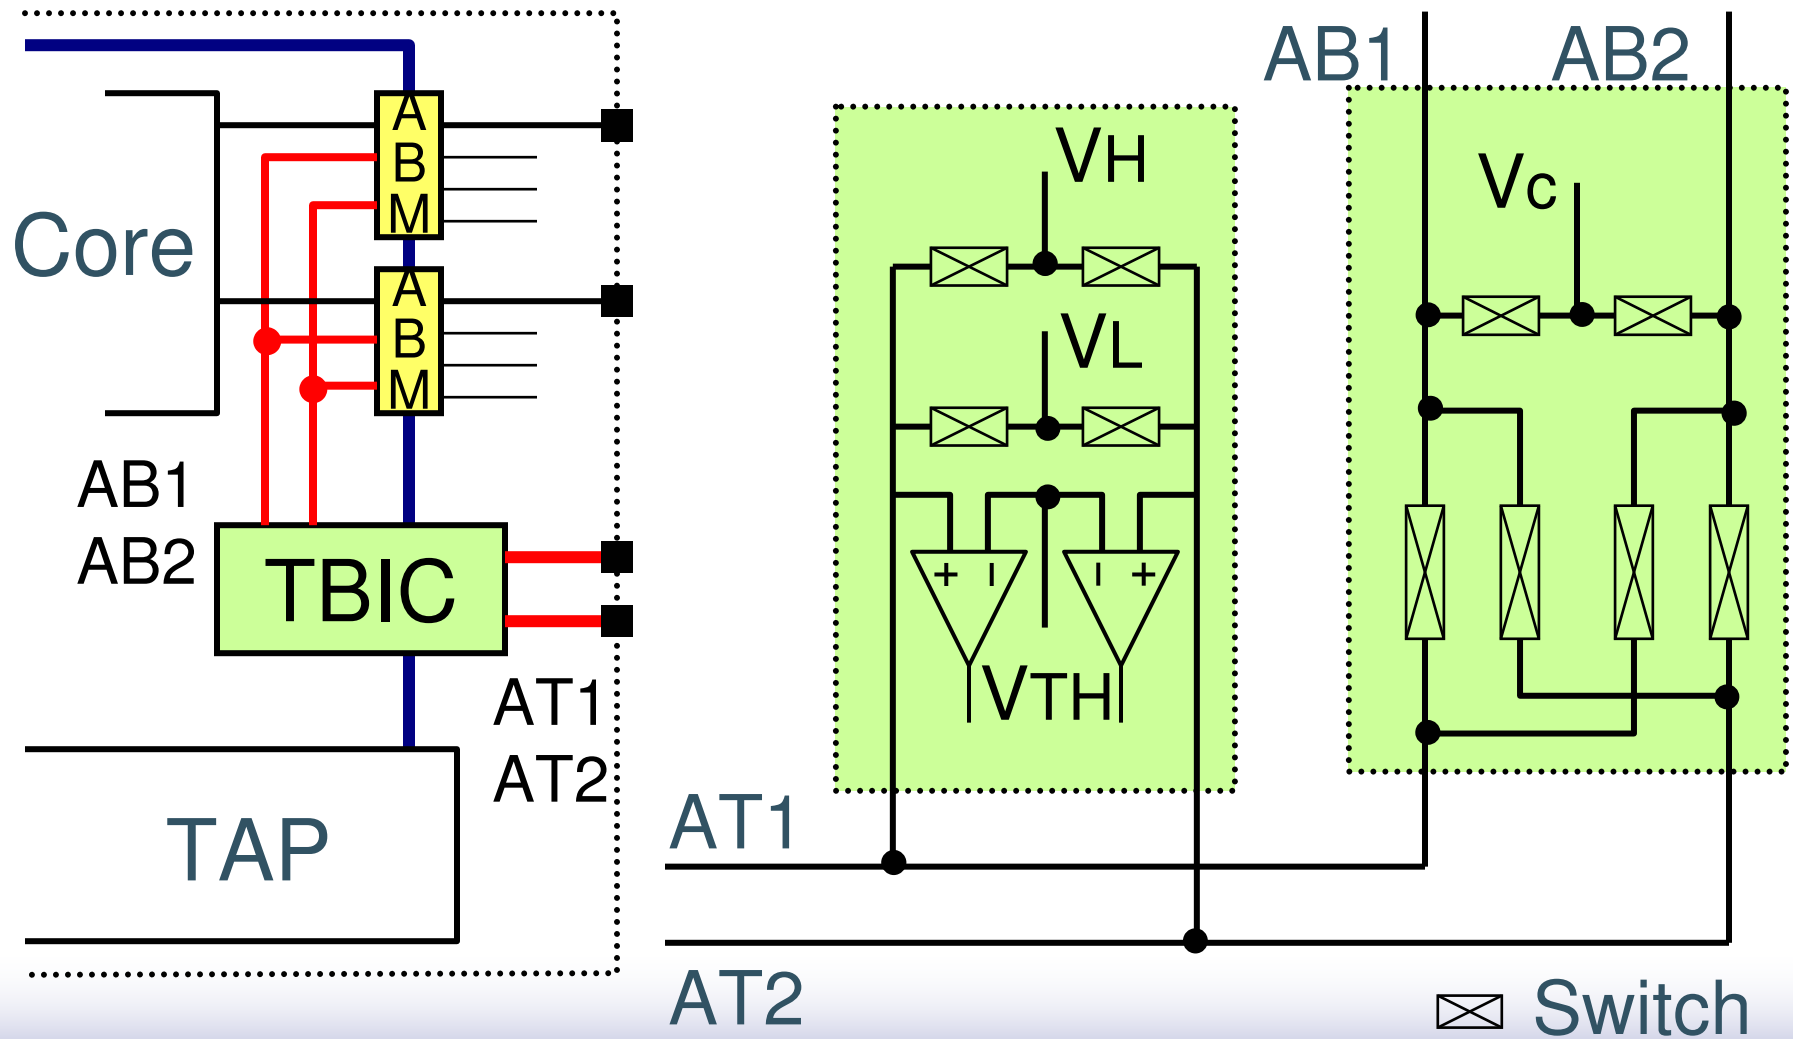 Core
A
B
M
A
B
M
AB1
AB2
TBIC
AT1
AT2
TAP
VH
VL
+ − − +
VTH
AT1
AT2
AB1 AB2
Vc
Switch